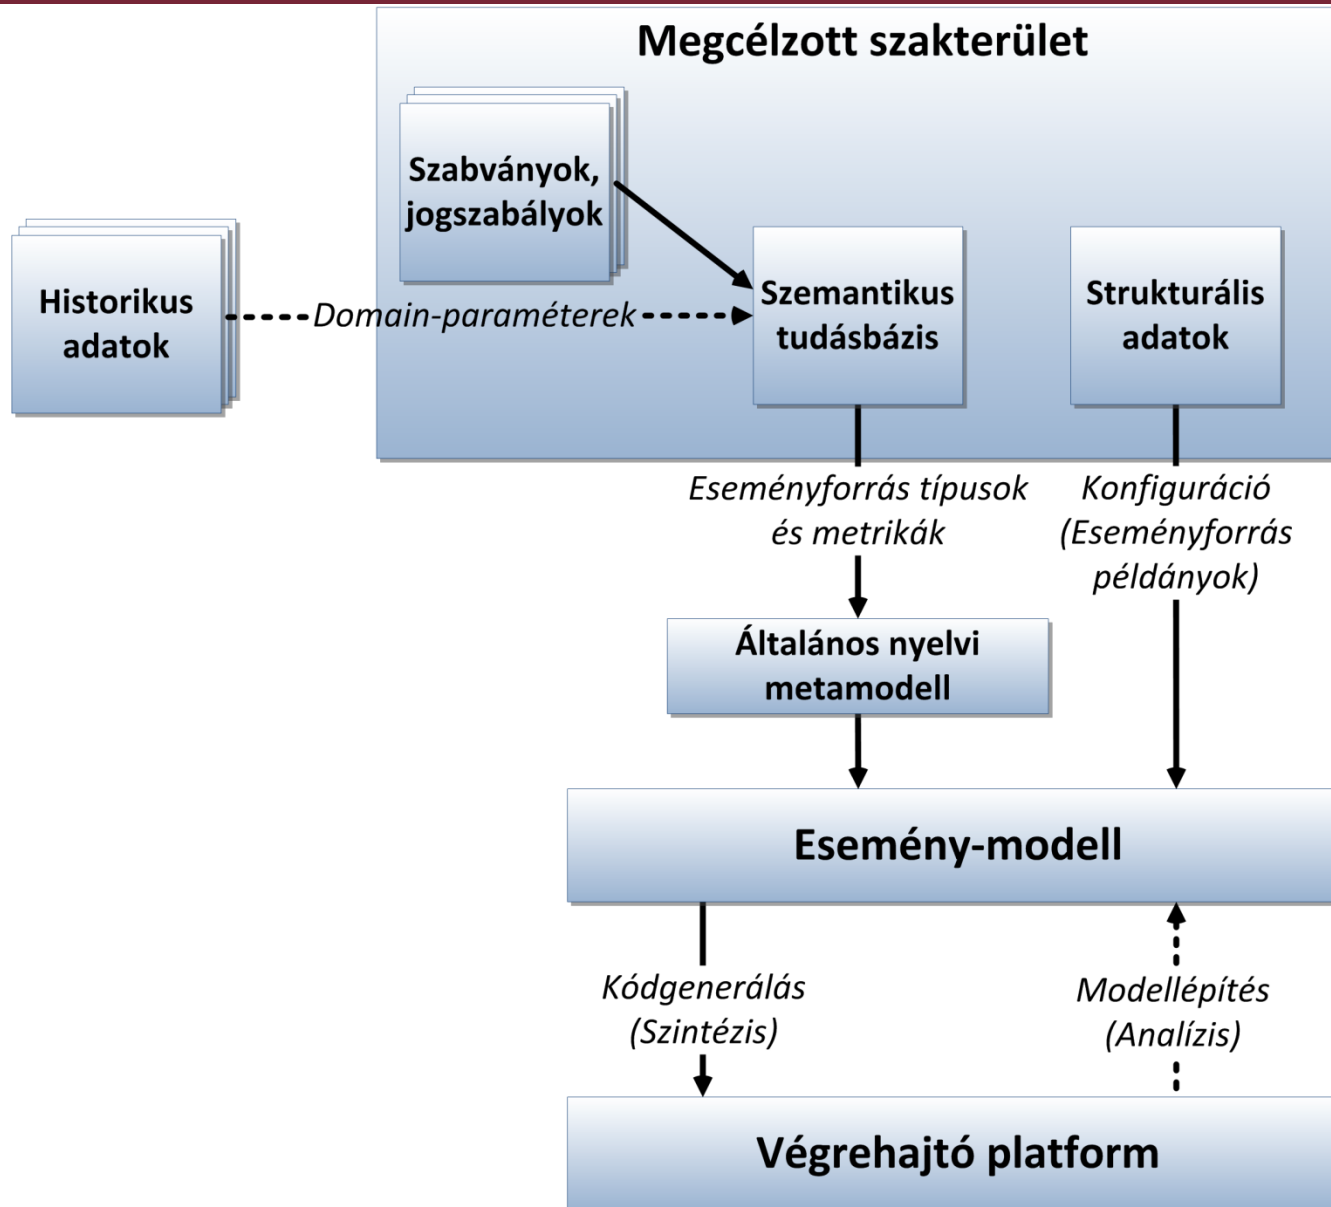 Megcélzott szakterület
Szabványok,
jogszabályok
Historikus
adatok
Domain-paraméterek
Szemantikus
tudásbázis
Strukturális
adatok
Eseményforrás típusok
és metrikák
Konfiguráció
(Eseményforrás
példányok)
Általános nyelvi
metamodell
Esemény-modell
Kódgenerálás
(Szintézis)
Modellépítés
(Analízis)
Végrehajtó platform